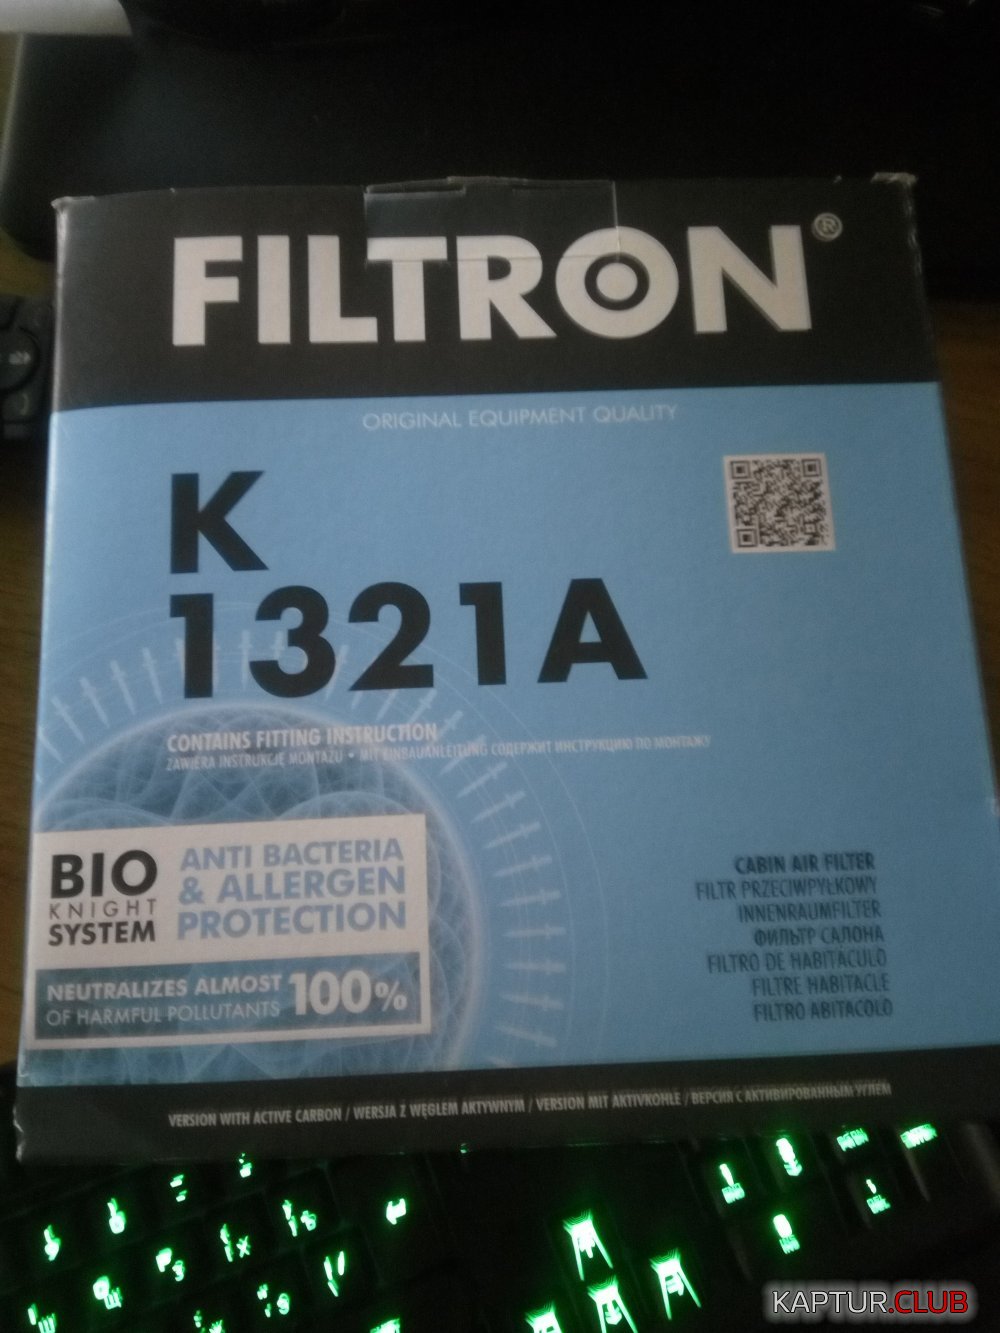 FILTRON®
ORIGINAL EQUIPMENT QUALITY
K
1321A
CONTAINS FITTING INSTRUCTION
ZAWIERA INSTRUKCJĘ MONTAŻU • MIT EINBAUANLEITUNG СОДЕРЖИТ ИНСТРУКЦИЮ ПО МОНТАЖУ
BIO
KNIGHT
SYSTEM
ANTI BACTERIA
& ALLERGEN
PROTECTION
NEUTRALIZES ALMOST
OF HARMFUL POLLUTANTS
100%
CABIN AIR FILTER
FILTR PRZECIWPYŁKOWY
INNENRAUMFILTER
ФИЛЬТР САЛОНА
FILTRO DE HABITÁCULO
FILTRE HABITACLE
FILTRO ABITACOLO
VERSION WITH ACTIVE CARBON / WERSJA Z WĘGLEM AKTYWNYM / VERSION MIT AKTIVKOHLE / ВЕРСИЯ С АКТИВИРОВАННЫМ УГЛЕМ
KAPTUR.CLUB